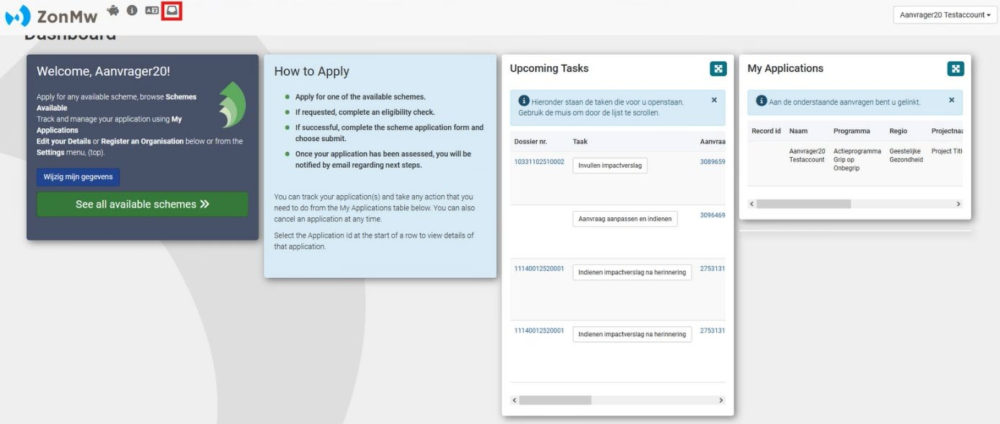 ZonMw
Aanvrager20 Testaccount
Dashboard
Welcome, Aanvrager20!
Apply for any available scheme, browse Schemes
Available
Track and manage your application using My
Applications
Edit your Details or Register an Organisation below or from the
Settings menu, (top).
Wijzig mijn gegevens
See all available schemes »
How to Apply
Apply for one of the available schemes.
If requested, complete an eligibility check.
If successful, complete the scheme application form and
choose submit.
Once your application has been assessed, you will be
notified by email regarding next steps.
You can track your application(s) and take any action that you
need to do from the My Applications table below. You can also
cancel an application at any time.
Select the Application Id at the start of a row to view details of
that application.
Upcoming Tasks
Hieronder staan de taken die voor u openstaan.
Gebruik de muis om door de lijst te scrollen.
Dossier nr. Taak Aanvraa
10331102510002 Invullen impactverslag 3089659
Aanvraag aanpassen en indienen 3096469
11140012520001 Indienen impactverslag na herinnering 2753131
11140012520001 Indienen impactverslag na herinnering 2753131
My Applications
Aan de onderstaande aanvragen bent u gelinkt.
Record id Naam Programma Regio Projectnaa
Aanvrager20 Actieprogramma Geestelijke Project Titl
Testaccount Grip op Gezondheid
Onbegrip